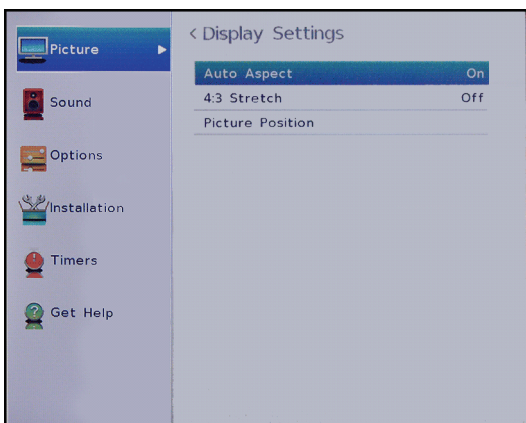 Picture
Sound
Options
Installation
Timers
Get Help
< Display Settings
Auto Aspect On
4:3 Stretch Off
Picture Position